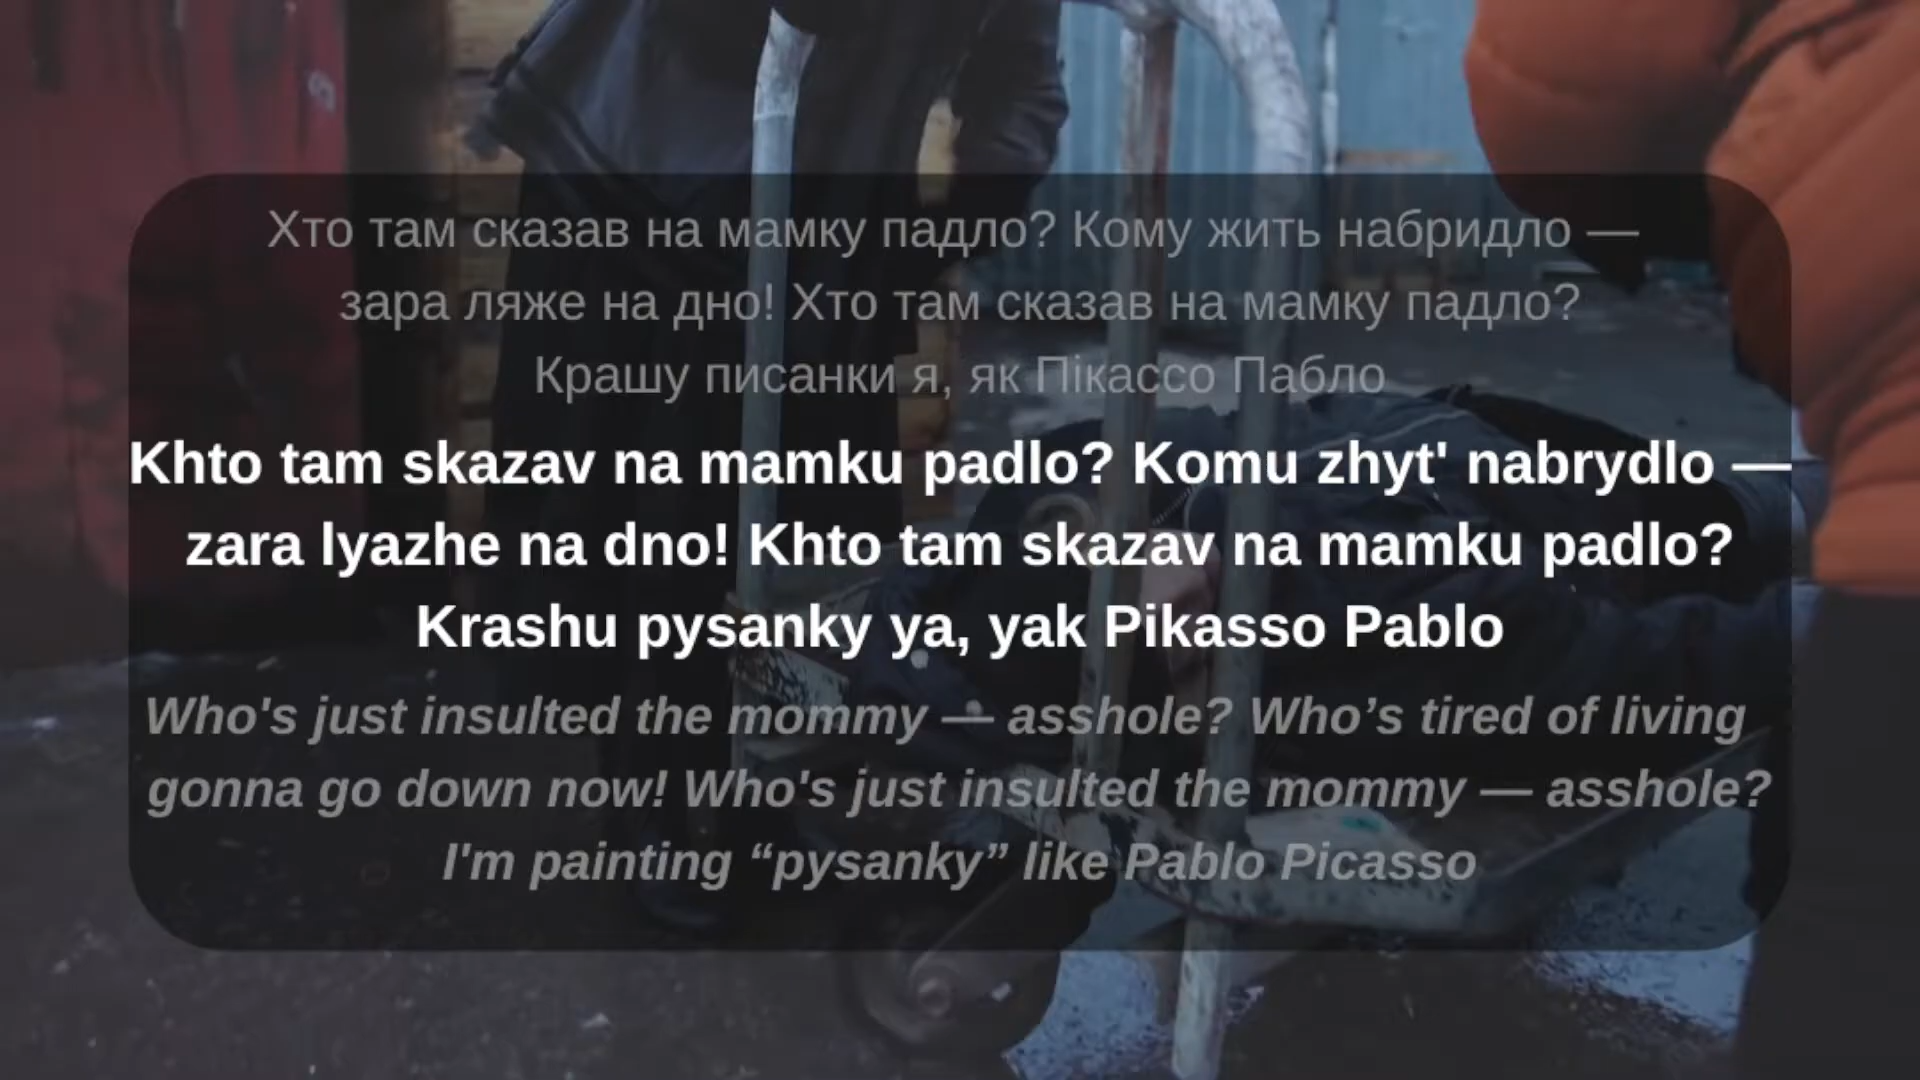 Хто там сказав на мамку падло? Кому жить набридло —
зара ляже на дно! Хто там сказав на мамку падло?
Крашу писанки я, як Пікассо Пабло
Khto tam skazav na mamku padlo? Komu zhyt' nabrydlo —
zara lyazhe na dno! Khto tam skazav na mamku padlo?
Krashu pysanky ya, yak Pikasso Pablo
Who's just insulted the mommy — asshole? Who’s tired of living
gonna go down now! Who's just insulted the mommy — asshole?
I'm painting “pysanky” like Pablo Picasso